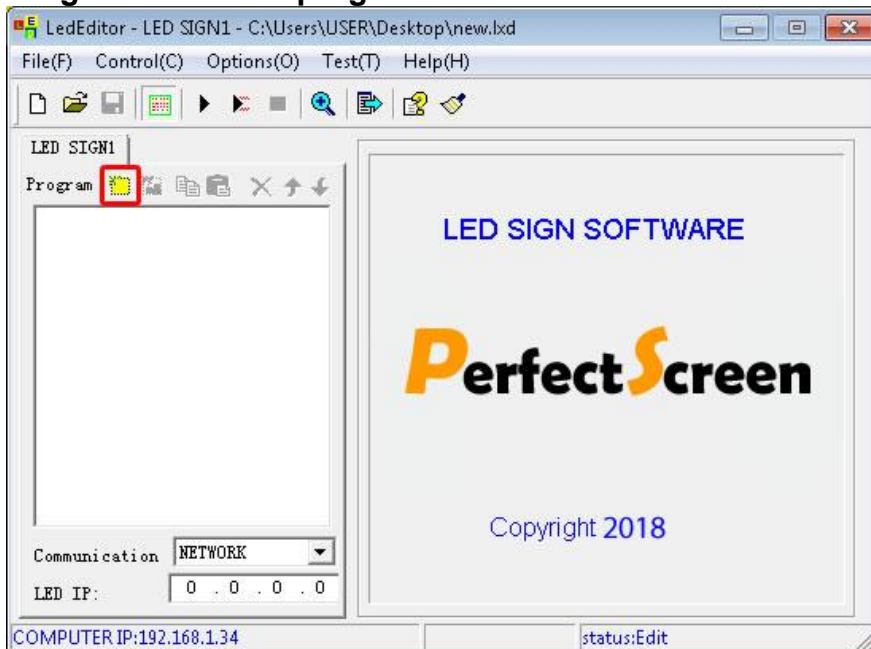 LedEditor - LED SIGN1 - C:\Users\USER\Desktop\new.lxd
File(F) Control(C) Options(O) Test(T) Help(H)
LED SIGN1
Program
LED SIGN SOFTWARE
PerfectScreen
Copyright 2018
Communication NETWORK
LED IP: 0 . 0 . 0 . 0
COMPUTER IP:192.168.1.34 status:Edit